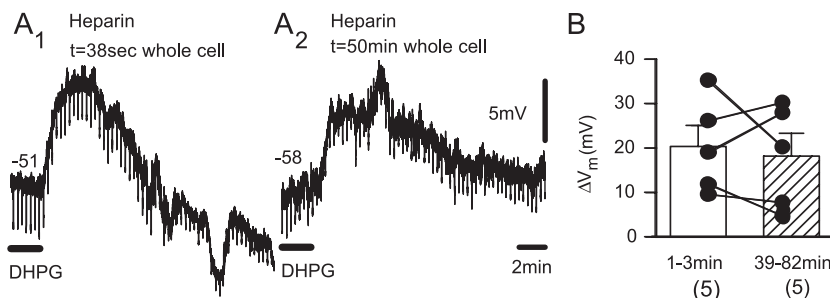 A1
Heparin
t=38sec whole cell
-51
DHPG
A2
Heparin
t=50min whole cell
5mV
-58
DHPG
2min
B
ΔVm(mV)
40
30
20
10
0
1-3min
39-82min
(5)
(5)